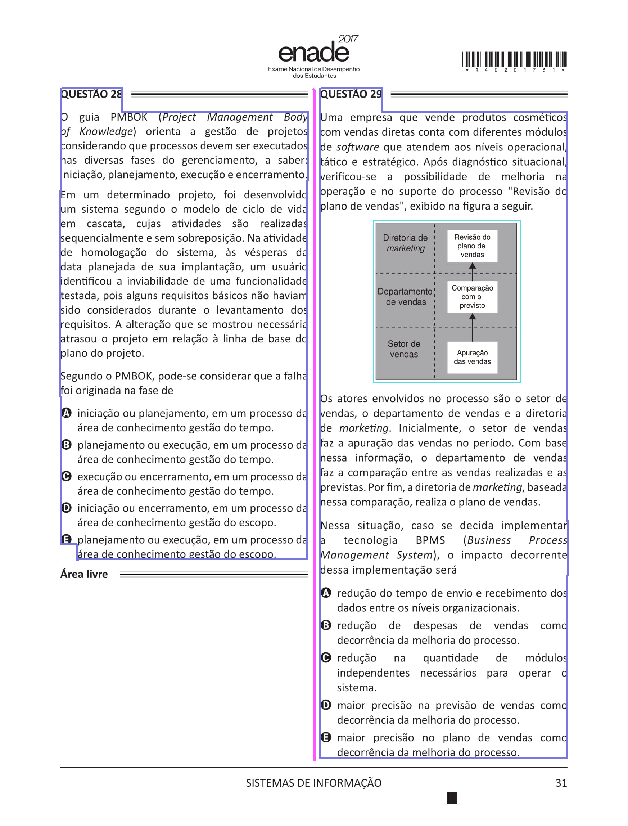 2017
enade
Exame Nacional de Desempenho
dos Estudantes
QUESTÃO 28
O guia PMBOK (Project Management Body
of Knowledge) orienta a gestão de projetos
considerando que processos devem ser executados
nas diversas fases do gerenciamento, a saber:
iniciação, planejamento, execução e encerramento.
Em um determinado projeto, foi desenvolvido
um sistema segundo o modelo de ciclo de vida
em cascata, cujas atividades são realizadas
sequencialmente e sem sobreposição. Na atividade
de homologação do sistema, às vésperas da
data planejada de sua implantação, um usuário
identificou a inviabilidade de uma funcionalidade
testada, pois alguns requisitos básicos não haviam
sido considerados durante o levantamento dos
requisitos. A alteração que se mostrou necessária
atrasou o projeto em relação à linha de base do
plano do projeto.
Segundo o PMBOK, pode-se considerar que a falha
foi originada na fase de
A iniciação ou planejamento, em um processo da
área de conhecimento gestão do tempo.
B planejamento ou execução, em um processo da
área de conhecimento gestão do tempo.
C execução ou encerramento, em um processo da
área de conhecimento gestão do tempo.
D iniciação ou encerramento, em um processo da
área de conhecimento gestão do escopo.
E planejamento ou execução, em um processo da
área de conhecimento gestão do escopo.
Área livre
QUESTÃO 29
Uma empresa que vende produtos cosméticos
com vendas diretas conta com diferentes módulos
de software que atendem aos níveis operacional,
tático e estratégico. Após diagnóstico situacional,
verificou-se a possibilidade de melhoria na
operação e no suporte do processo "Revisão do
plano de vendas", exibido na figura a seguir.
Diretoria de
marketing
Revisão do
plano de
vendas
Departamento
de vendas
Comparação
com o
previsto
Setor de
vendas
Apuração
das vendas
Os atores envolvidos no processo são o setor de
vendas, o departamento de vendas e a diretoria
de marketing. Inicialmente, o setor de vendas
faz a apuração das vendas no período. Com base
nessa informação, o departamento de vendas
faz a comparação entre as vendas realizadas e as
previstas. Por fim, a diretoria de marketing, baseada
nessa comparação, realiza o plano de vendas.
Nessa situação, caso se decida implementar
a tecnologia BPMS (Business Process
Management System), o impacto decorrente
dessa implementação será
A redução do tempo de envio e recebimento dos
dados entre os níveis organizacionais.
B redução de despesas de vendas como
decorrência da melhoria do processo.
C redução na quantidade de módulos
independentes necessários para operar o
sistema.
D maior precisão na previsão de vendas como
decorrência da melhoria do processo.
E maior precisão no plano de vendas como
decorrência da melhoria do processo.
SISTEMAS DE INFORMAÇÃO
31